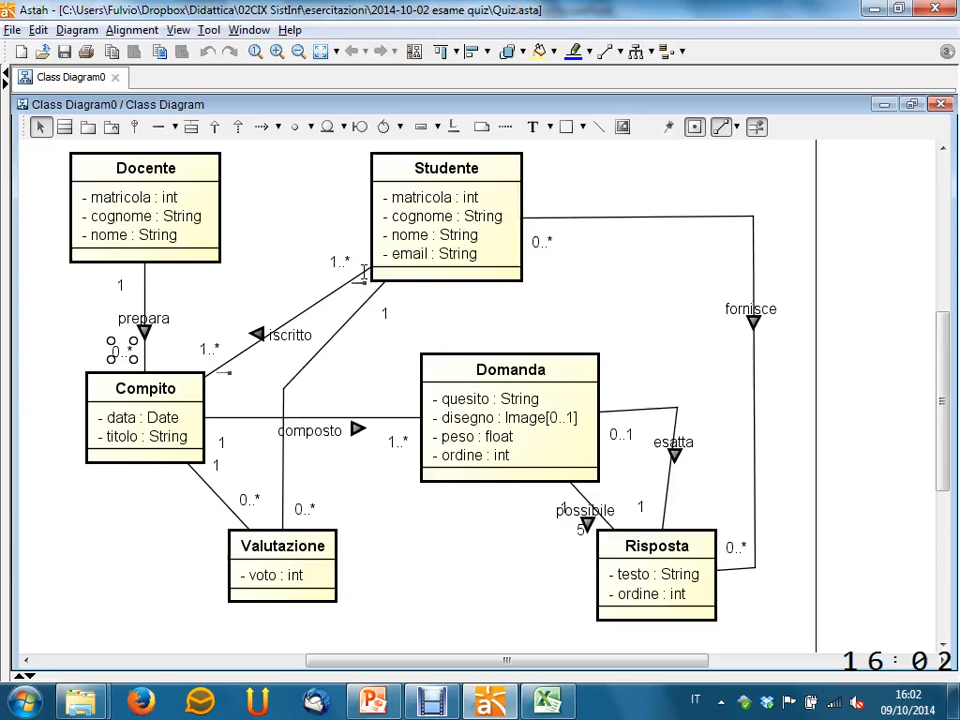 Astah - [C:\Users\Fulvio\Dropbox\Didattica\02CIX SistInf\esercitazioni\2014-10-02 esame quiz\Quiz.asta]
File Edit Diagram Alignment View Tool Window Help
3
Class Diagram0
Class Diagram0 / Class Diagram
T
Docente
- matricola : int
- cognome : String
- nome : String
Studente
- matricola : int
- cognome : String
- nome : String
- email : String
0..*
1..*
1
1
prepara
fornisce
iscritto
0..*
1..*
Compito
- data : Date
- titolo : String
Domanda
- quesito : String
- disegno : Image[0..1]
- peso : float
- ordine : int
composto
1
1..*
0..1
esatta
1
0..*
0..*
1
possibile
5
1
Valutazione
- voto : int
Risposta
- testo : String
- ordine : int
0..*
16:02
IT
16:02
09/10/2014